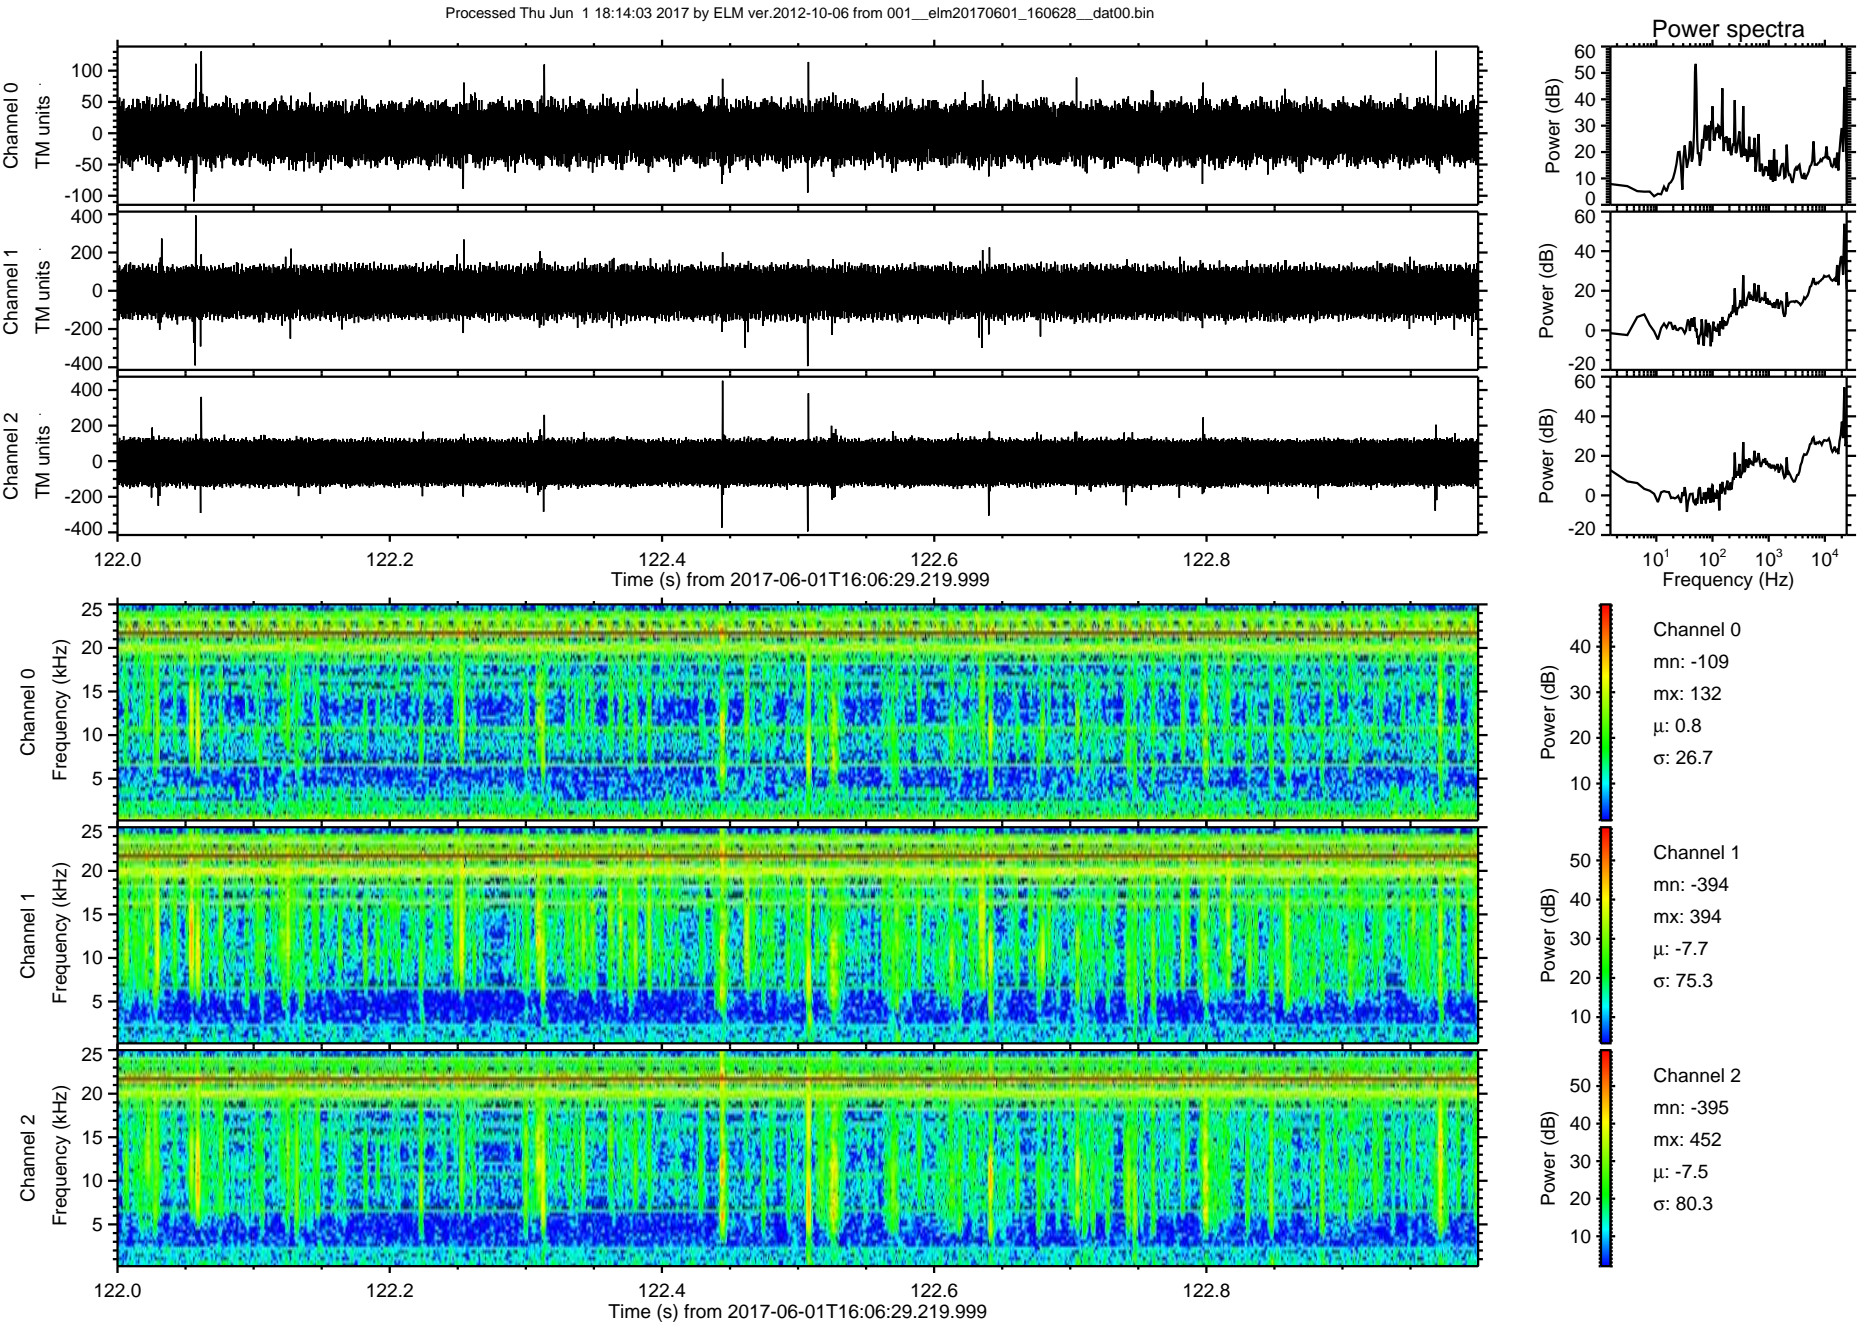 Processed Thu Jun  1 18:14:03 2017 by ELM ver.2012-10-06 from 001__elm20170601_160628__dat00.bin
Power spectra
Channel 0
TM units
100
50
0
-50
-100
Power (dB)
60
50
40
30
20
10
0
Channel 1
TM units
400
200
0
-200
-400
Power (dB)
60
40
20
0
-20
Channel 2
TM units
400
200
0
-200
-400
Power (dB)
60
40
20
0
-20
122.0 122.2 122.4 122.6 122.8
Time (s) from 2017-06-01T16:06:29.219.999
10¹ 10² 10³ 10⁴
Frequency (Hz)
Channel 0
Frequency (kHz)
25
20
15
10
5
Power (dB)
40
30
20
10
Channel 0
mn: -109
mx: 132
μ: 0.8
σ: 26.7
Channel 1
Frequency (kHz)
25
20
15
10
5
Power (dB)
50
40
30
20
10
Channel 1
mn: -394
mx: 394
μ: -7.7
σ: 75.3
Channel 2
Frequency (kHz)
25
20
15
10
5
Power (dB)
50
40
30
20
10
Channel 2
mn: -395
mx: 452
μ: -7.5
σ: 80.3
122.0 122.2 122.4 122.6 122.8
Time (s) from 2017-06-01T16:06:29.219.999